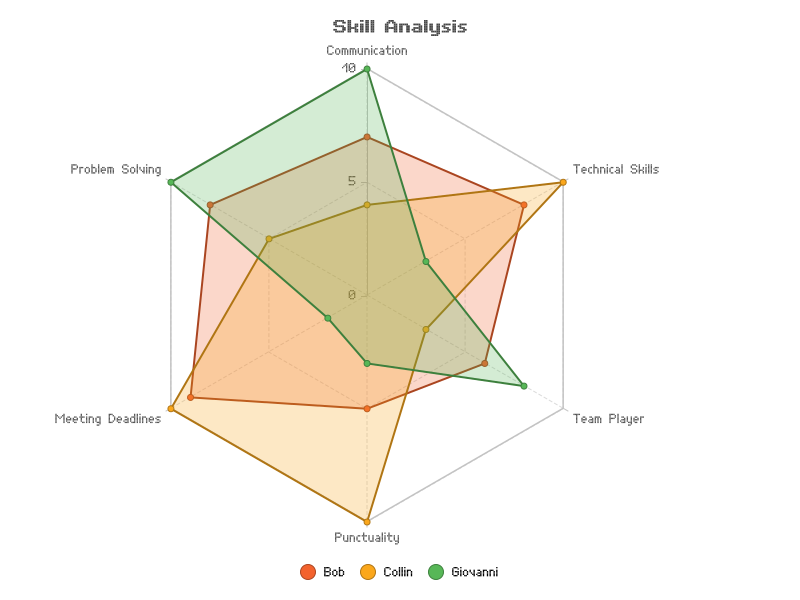 Skill Analysis
Communication
10
Problem Solving
Technical Skills
5
0
Meeting Deadlines
Team Player
Punctuality
Bob
Collin
Giovanni